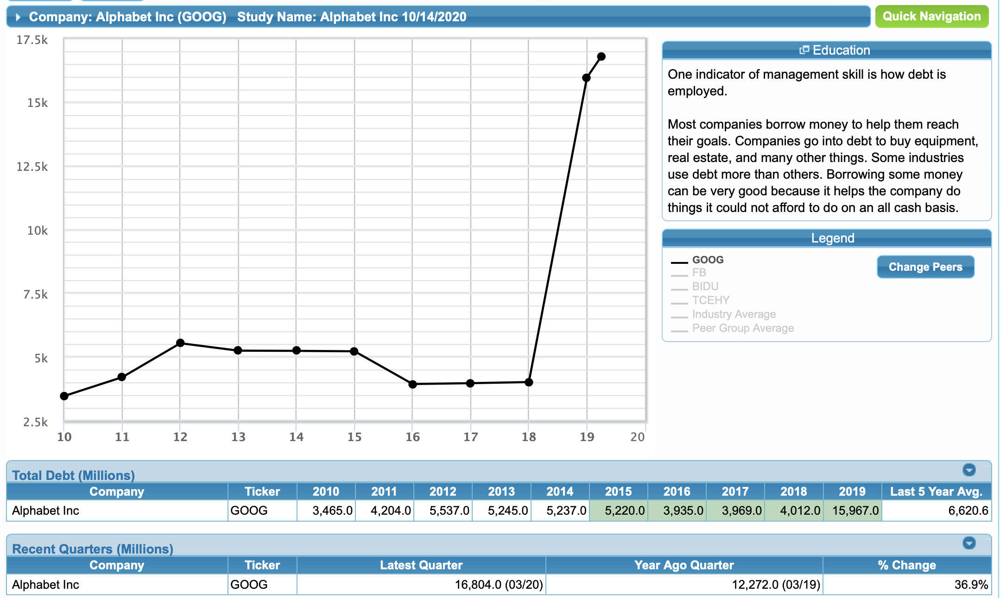 Company: Alphabet Inc (GOOG)   Study Name: Alphabet Inc 10/14/2020
Quick Navigation
17.5k
15k
12.5k
10k
7.5k
5k
2.5k
10 11 12 13 14 15 16 17 18 19 20
Education
One indicator of management skill is how debt is
employed.
Most companies borrow money to help them reach
their goals. Companies go into debt to buy equipment,
real estate, and many other things. Some industries
use debt more than others. Borrowing some money
can be very good because it helps the company do
things it could not afford to do on an all cash basis.
Legend
GOOG
Change Peers
FB
BIDU
TCEHY
Industry Average
Peer Group Average
Total Debt (Millions)
Company Ticker 2010 2011 2012 2013 2014 2015 2016 2017 2018 2019 Last 5 Year Avg.
Alphabet Inc GOOG 3,465.0 4,204.0 5,537.0 5,245.0 5,237.0 5,220.0 3,935.0 3,969.0 4,012.0 15,967.0 6,620.6
Recent Quarters (Millions)
Company Ticker Latest Quarter Year Ago Quarter % Change
Alphabet Inc GOOG 16,804.0 (03/20) 12,272.0 (03/19) 36.9%